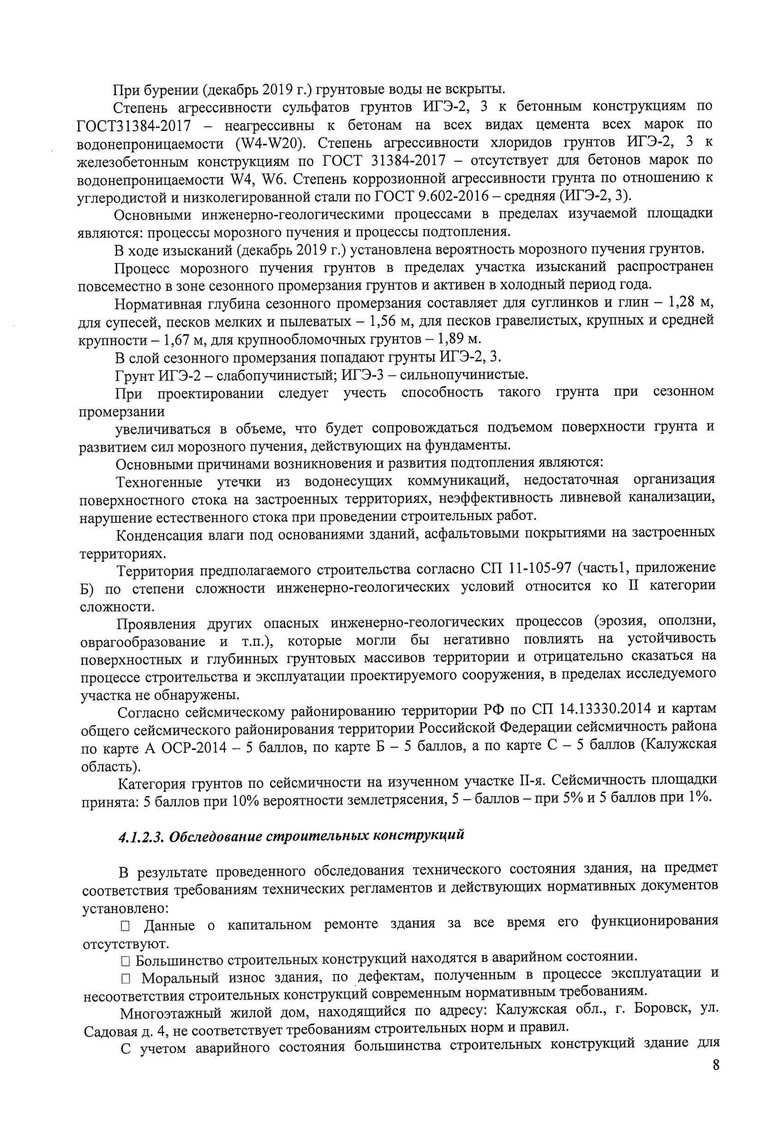 При бурении (декабрь 2019 г.) грунтовые воды не вскрыты.
Степень агрессивности сульфатов грунтов ИГЭ-2, 3 к бетонным конструкциям по
ГОСТ31384-2017 – неагрессивны к бетонам на всех видах цемента всех марок по
водонепроницаемости (W4-W20). Степень агрессивности хлоридов грунтов ИГЭ-2, 3 к
железобетонным конструкциям по ГОСТ 31384-2017 – отсутствует для бетонов марок по
водонепроницаемости W4, W6. Степень коррозионной агрессивности грунта по отношению к
углеродистой и низколегированной стали по ГОСТ 9.602-2016 – средняя (ИГЭ-2, 3).
Основными инженерно-геологическими процессами в пределах изучаемой площадки
являются: процессы морозного пучения и процессы подтопления.
В ходе изысканий (декабрь 2019 г.) установлена вероятность морозного пучения грунтов.
Процесс морозного пучения грунтов в пределах участка изысканий распространен
повсеместно в зоне сезонного промерзания грунтов и активен в холодный период года.
Нормативная глубина сезонного промерзания составляет для суглинков и глин – 1,28 м,
для супесей, песков мелких и пылеватых – 1,56 м, для песков гравелистых, крупных и средней
крупности – 1,67 м, для крупнообломочных грунтов – 1,89 м.
В слой сезонного промерзания попадают грунты ИГЭ-2, 3.
Грунт ИГЭ-2 – слабопучинистый; ИГЭ-3 – сильнопучинистые.
При проектировании следует учесть способность такого грунта при сезонном
промерзании
увеличиваться в объеме, что будет сопровождаться подъемом поверхности грунта и
развитием сил морозного пучения, действующих на фундаменты.
Основными причинами возникновения и развития подтопления являются:
Техногенные утечки из водонесущих коммуникаций, недостаточная организация
поверхностного стока на застроенных территориях, неэффективность ливневой канализации,
нарушение естественного стока при проведении строительных работ.
Конденсация влаги под основаниями зданий, асфальтовыми покрытиями на застроенных
территориях.
Территория предполагаемого строительства согласно СП 11-105-97 (часть1, приложение
Б) по степени сложности инженерно-геологических условий относится ко II категории
сложности.
Проявления других опасных инженерно-геологических процессов (эрозия, оползни,
оврагообразование и т.п.), которые могли бы негативно повлиять на устойчивость
поверхностных и глубинных грунтовых массивов территории и отрицательно сказаться на
процессе строительства и эксплуатации проектируемого сооружения, в пределах исследуемого
участка не обнаружены.
Согласно сейсмическому районированию территории РФ по СП 14.13330.2014 и картам
общего сейсмического районирования территории Российской Федерации сейсмичность района
по карте А ОСР-2014 – 5 баллов, по карте Б – 5 баллов, а по карте С – 5 баллов (Калужская
область).
Категория грунтов по сейсмичности на изученном участке II-я. Сейсмичность площадки
принята: 5 баллов при 10% вероятности землетрясения, 5 – баллов – при 5% и 5 баллов при 1%.
4.1.2.3. Обследование строительных конструкций
В результате проведенного обследования технического состояния здания, на предмет
соответствия требованиям технических регламентов и действующих нормативных документов
установлено:
□ Данные о капитальном ремонте здания за все время его функционирования
отсутствуют.
□ Большинство строительных конструкций находятся в аварийном состоянии.
□ Моральный износ здания, по дефектам, полученным в процессе эксплуатации и
несоответствия строительных конструкций современным нормативным требованиям.
Многоэтажный жилой дом, находящийся по адресу: Калужская обл., г. Боровск, ул.
Садовая д. 4, не соответствует требованиям строительных норм и правил.
С учетом аварийного состояния большинства строительных конструкций здание для
8